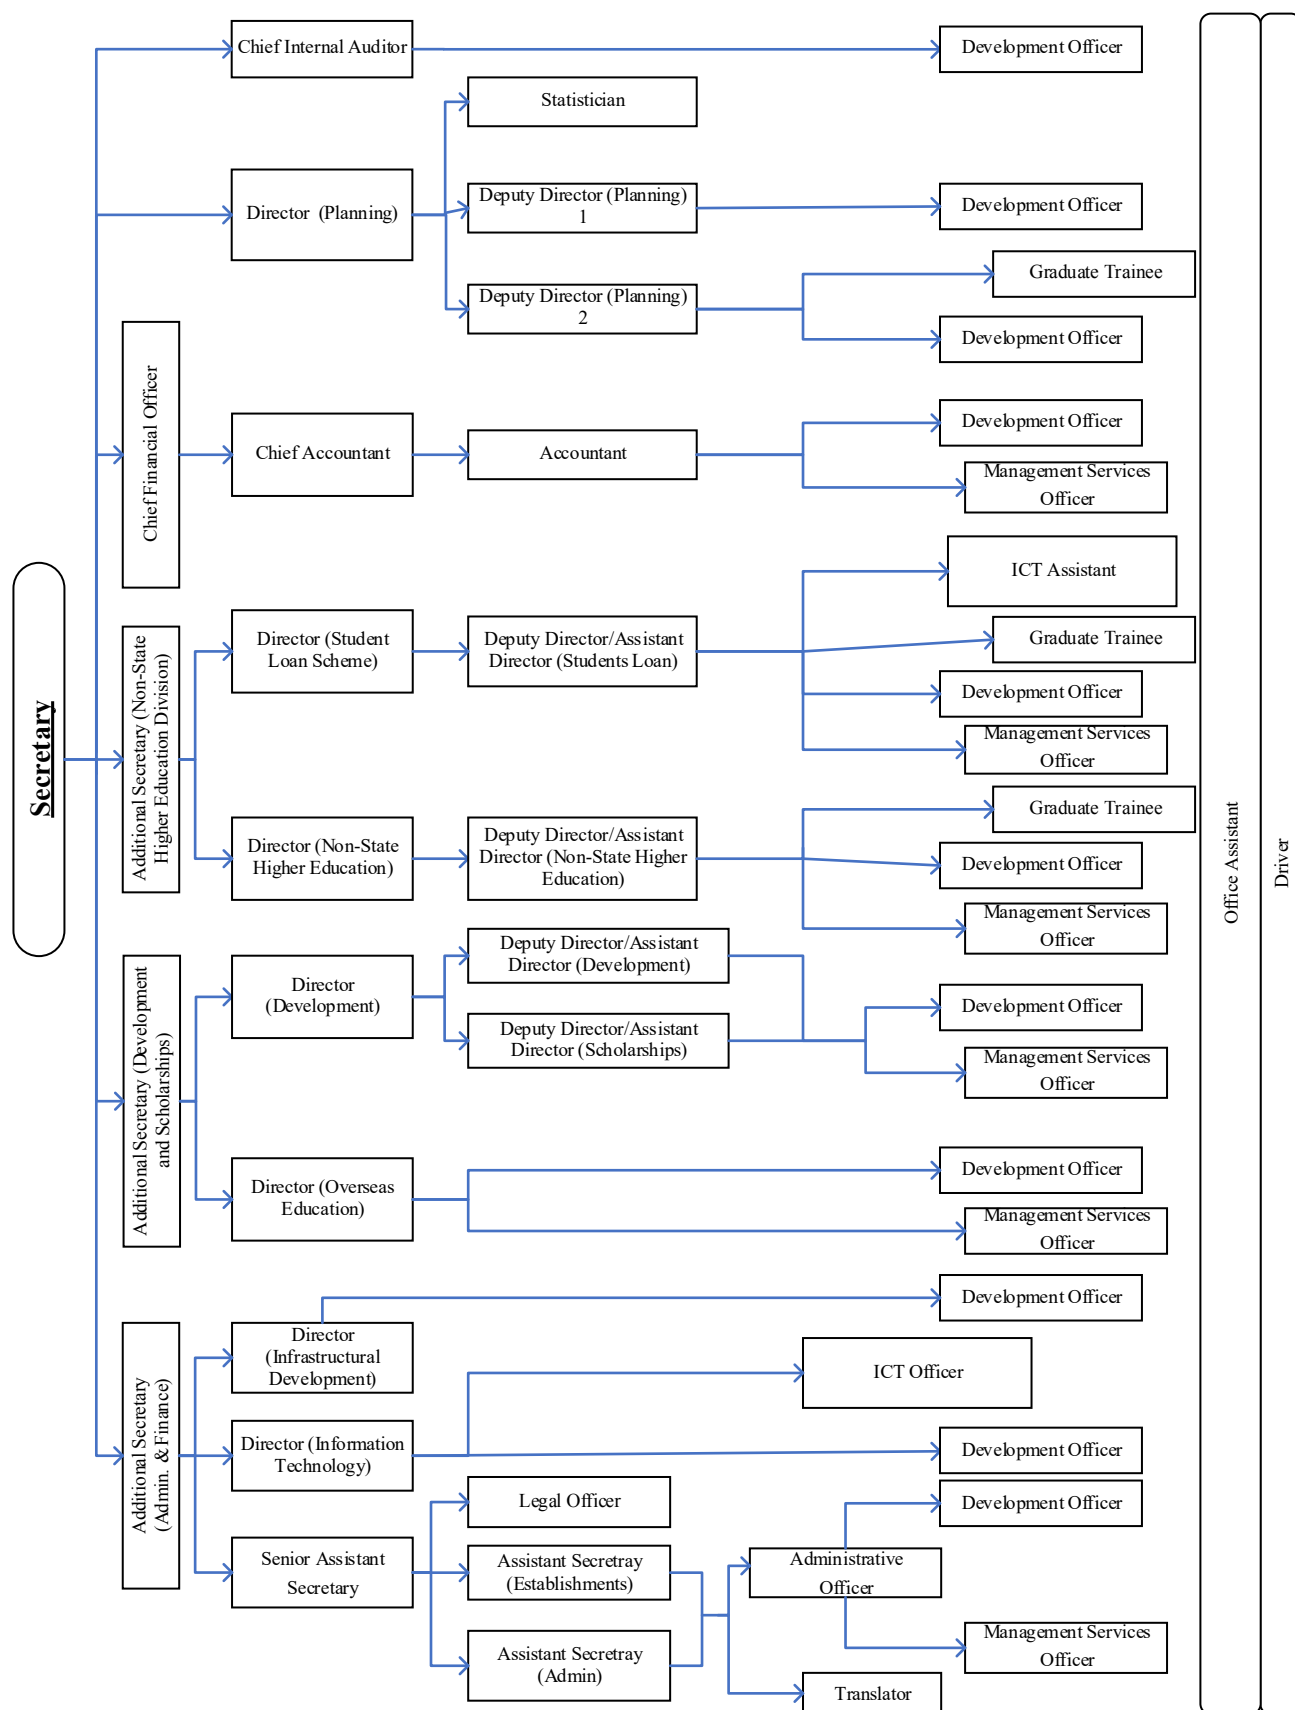 Chief Internal Auditor
Development Officer
Statistician
Director (Planning)
Deputy Director (Planning)
1
Development Officer
Deputy Director (Planning)
2
Graduate Trainee
Development Officer
Chief Financial Officer
Chief Accountant
Accountant
Development Officer
Management Services
Officer
Secretary
Additional Secretary (Non-State
Higher Education Division)
Director (Student
Loan Scheme)
Deputy Director/Assistant
Director (Students Loan)
ICT Assistant
Graduate Trainee
Development Officer
Management Services
Officer
Director (Non-State
Higher Education)
Deputy Director/Assistant
Director (Non-State Higher
Education)
Graduate Trainee
Development Officer
Management Services
Officer
Additional Secretary (Development
and Scholarships)
Director
(Development)
Deputy Director/Assistant
Director (Development)
Deputy Director/Assistant
Director (Scholarships)
Development Officer
Management Services
Officer
Director (Overseas
Education)
Development Officer
Management Services
Officer
Additional Secretary
(Admin. & Finance)
Director
(Infrastructural
Development)
Development Officer
Director (Information
Technology)
ICT Officer
Development Officer
Senior Assistant
Secretary
Legal Officer
Assistant Secretray
(Establishments)
Assistant Secretray
(Admin)
Administrative
Officer
Development Officer
Management Services
Officer
Translator
Office Assistant
Driver